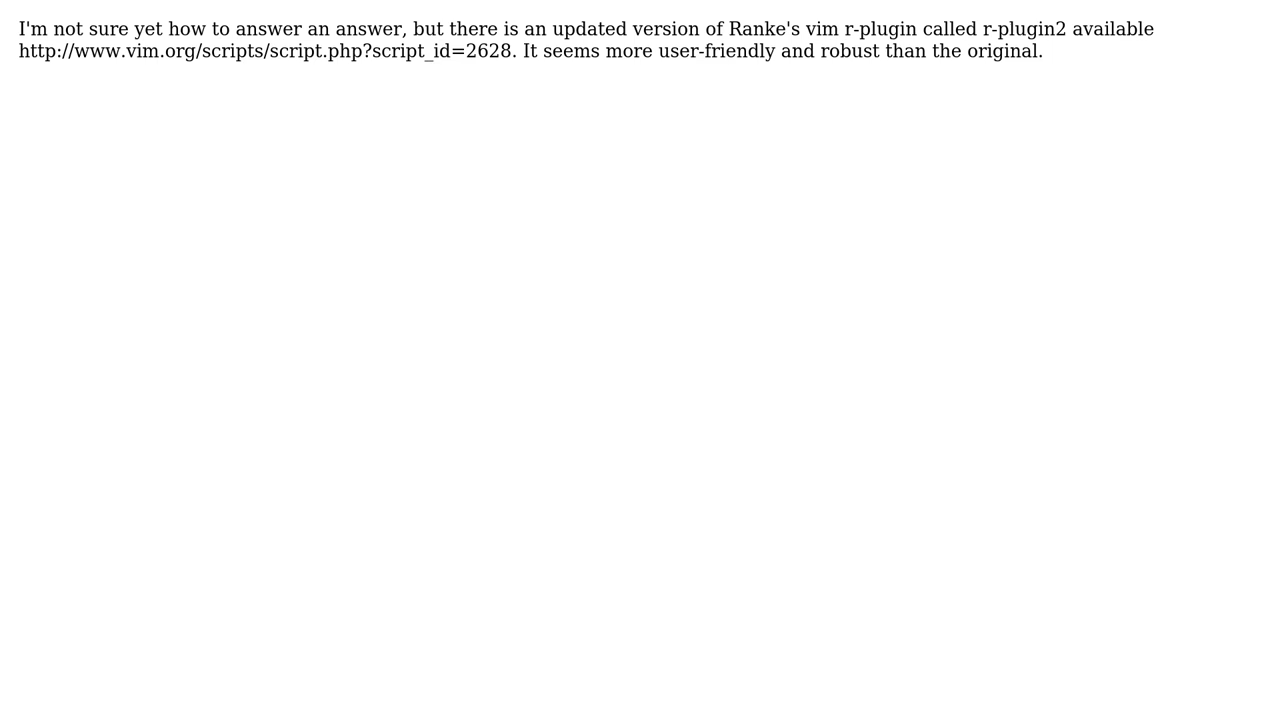 I'm not sure yet how to answer an answer, but there is an updated version of Ranke's vim r-plugin called r-plugin2 available
http://www.vim.org/scripts/script.php?script_id=2628. It seems more user-friendly and robust than the original.